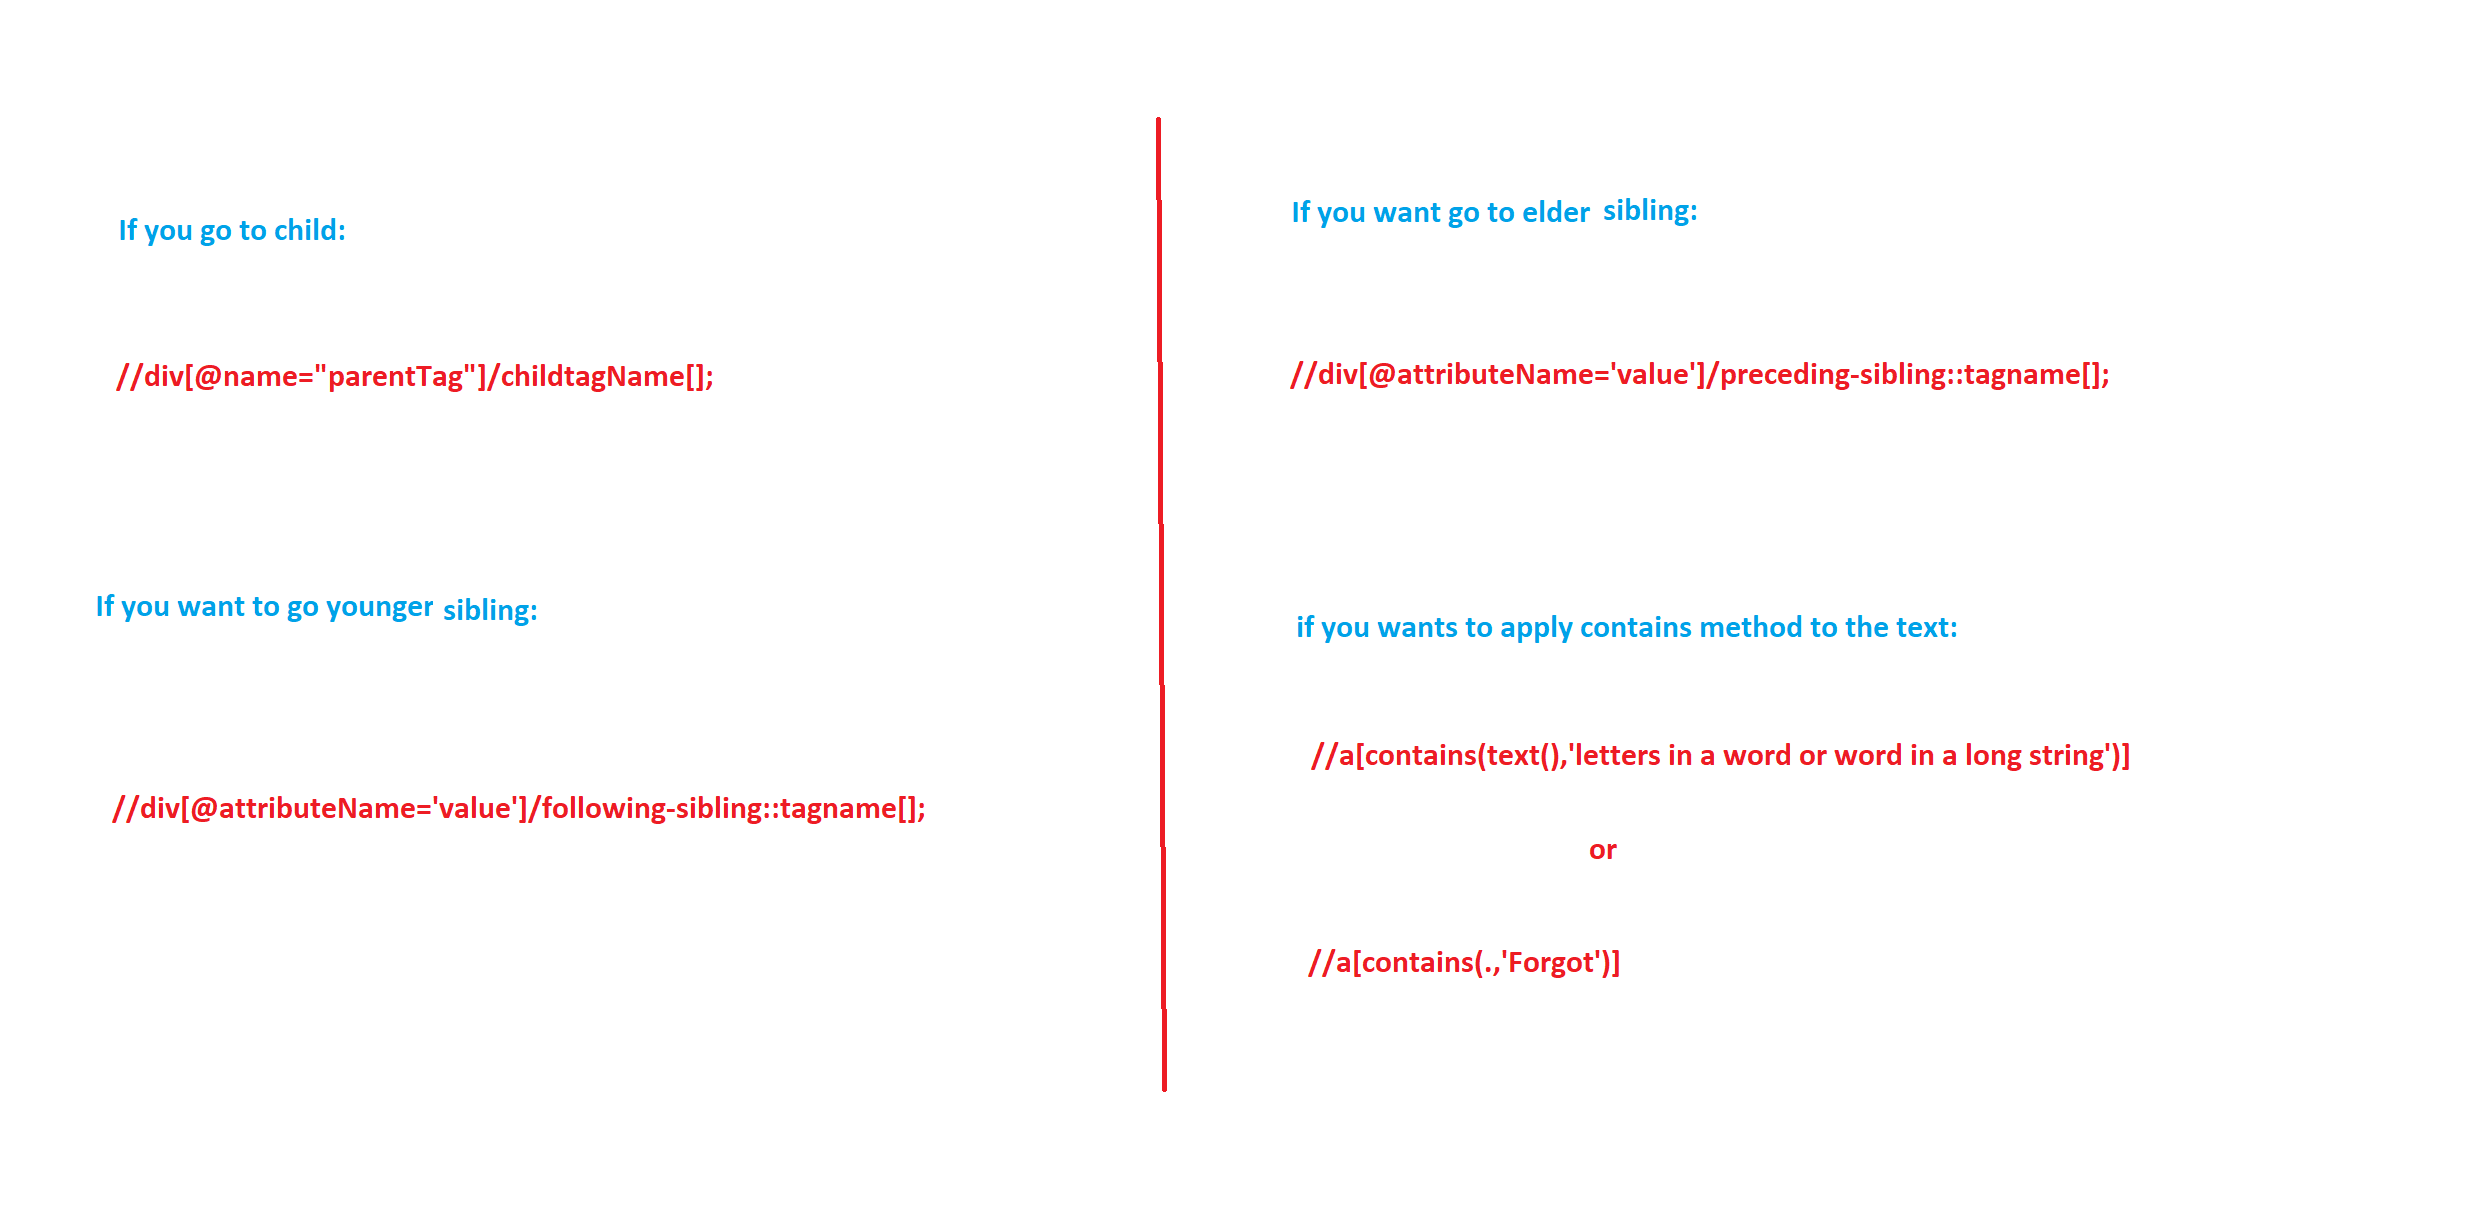 If you go to child:
//div[@name="parentTag"]/childtagName[];
If you want to go younger sibling:
//div[@attributeName='value']/following-sibling::tagname[];
If you want go to elder sibling:
//div[@attributeName='value']/preceding-sibling::tagname[];
if you wants to apply contains method to the text:
//a[contains(text(),'letters in a word or word in a long string')]
or
//a[contains(.,'Forgot')]